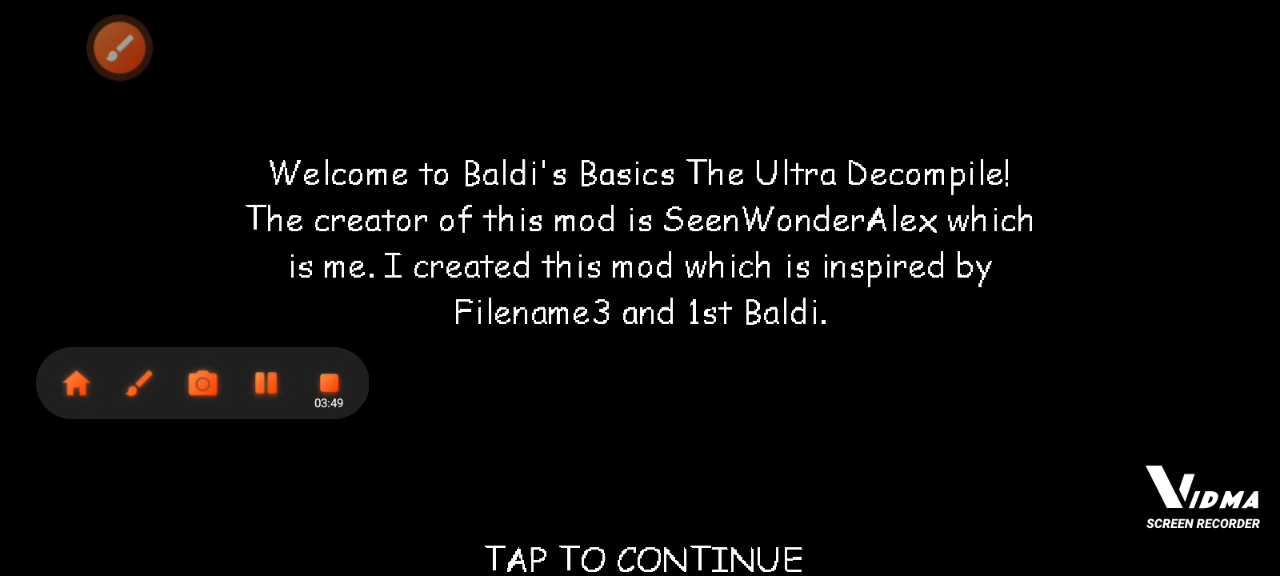 Welcome to Baldi's Basics The Ultra Decompile!
The creator of this mod is SeenWonderAlex which
is me. I created this mod which is inspired by
Filename3 and 1st Baldi.
03:49
VIDMA
SCREEN RECORDER
TAP TO CONTINUE